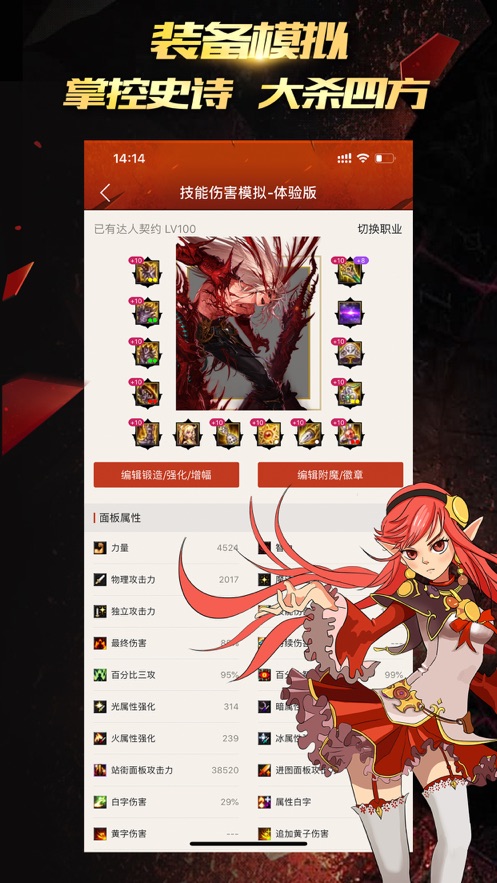 装备模拟
掌控史诗 大杀四方
14:14
技能伤害模拟-体验版
已有达人契约 LV100 切换职业
+10 +10 +8
+10
+10 +10
+10 +10
+10 +10 +10 +10 +10
编辑锻造/强化/增幅 编辑附魔/徽章
面板属性
力量 4524
物理攻击力 2017
独立攻击力
最终伤害
百分比三攻 95% 99%
光属性强化 314
火属性强化 239
站街面板攻击力 38520 进图面板攻击
白字伤害 29% 属性白字
黄字伤害 --- 追加黄字伤害